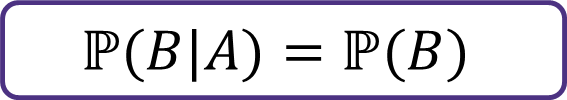 ℙ(B|A) = ℙ(B)